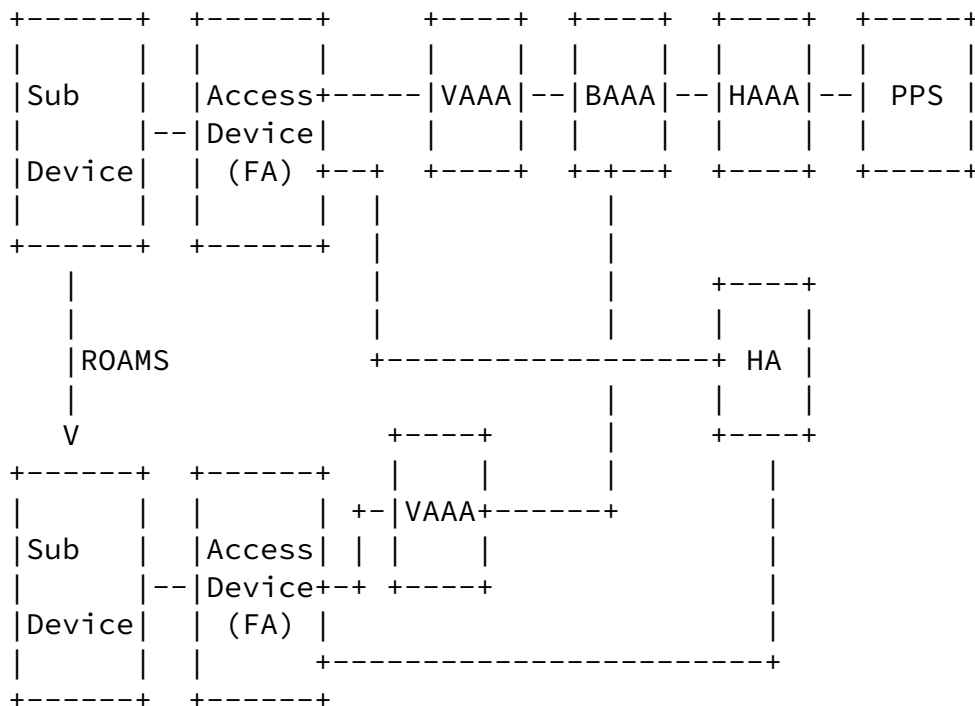 Sub Access VAAA BAAA HAAA PPS
Device
Device (FA)
ROAMS HA
V
VAAA
Sub Access
Device
Device (FA)